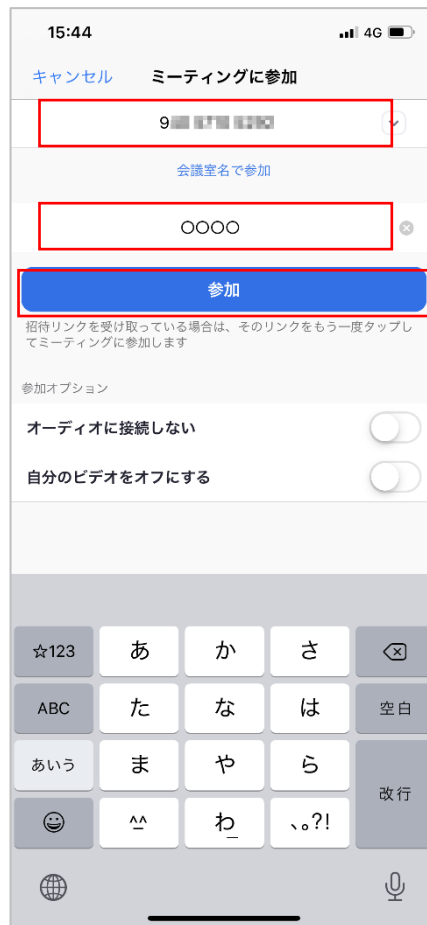 15:44 4G
キャンセル ミーティングに参加
9
会議室名で参加
〇〇〇〇
参加
招待リンクを受け取っている場合は、そのリンクをもう一度タップし
てミーティングに参加します
参加オプション
オーディオに接続しない
自分のビデオをオフにする
☆123 あ か さ
ABC た な は 空白
あいう ま や ら
改行
^^ わ 、。?!